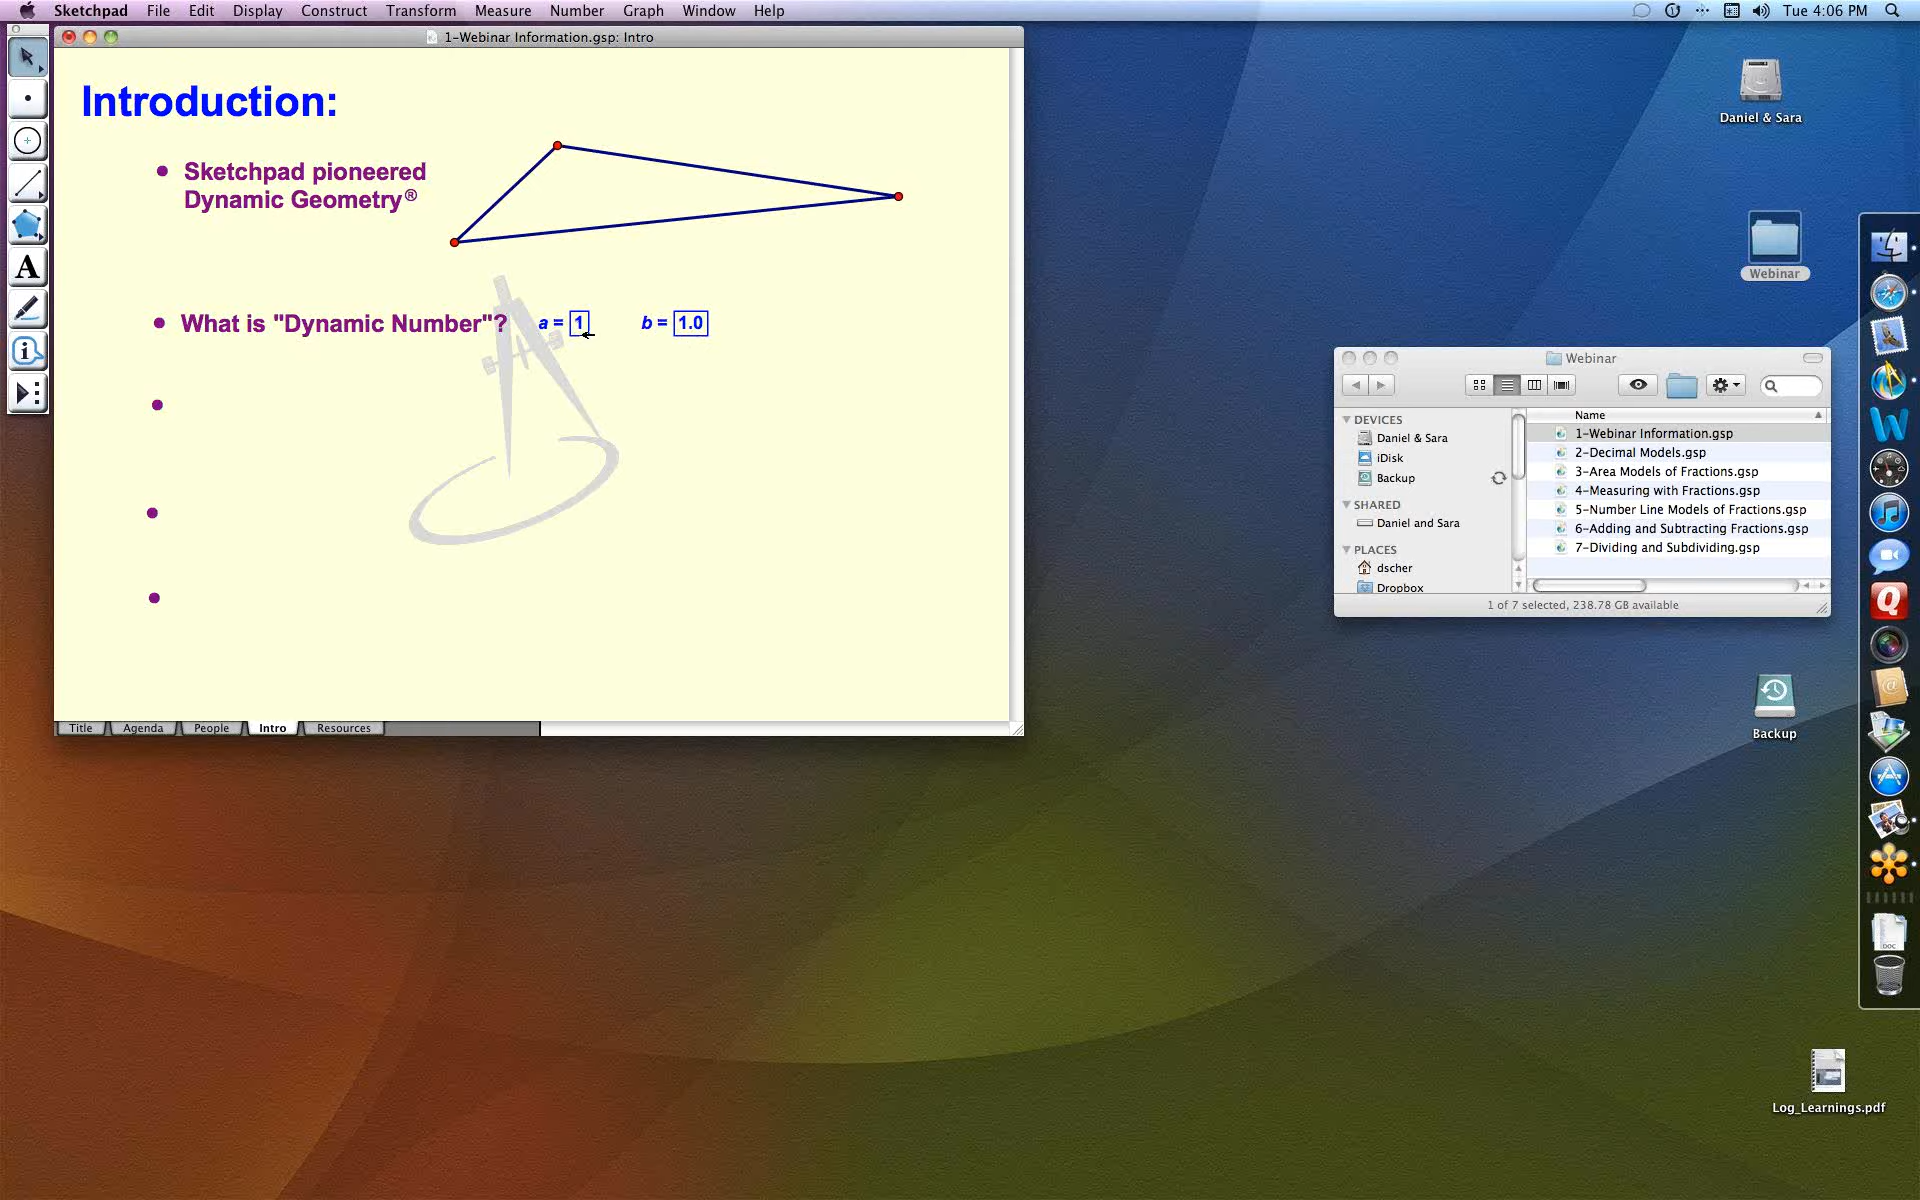 Sketchpad File Edit Display Construct Transform Measure Number Graph Window Help Tue 4:06 PM
1-Webinar Information.gsp: Intro
Introduction:
• Sketchpad pioneered
Dynamic Geometry®
• What is "Dynamic Number"? a = 1 b = 1.0
A
i
Title Agenda People Intro Resources
Daniel & Sara
Webinar
Webinar
Name
DEVICES
Daniel & Sara
iDisk
Backup
SHARED
Daniel and Sara
PLACES
dscher
Dropbox
1-Webinar Information.gsp
2-Decimal Models.gsp
3-Area Models of Fractions.gsp
4-Measuring with Fractions.gsp
5-Number Line Models of Fractions.gsp
6-Adding and Subtracting Fractions.gsp
7-Dividing and Subdividing.gsp
1 of 7 selected, 238.78 GB available
W
Q
@
DOC
Backup
Log_Learnings.pdf